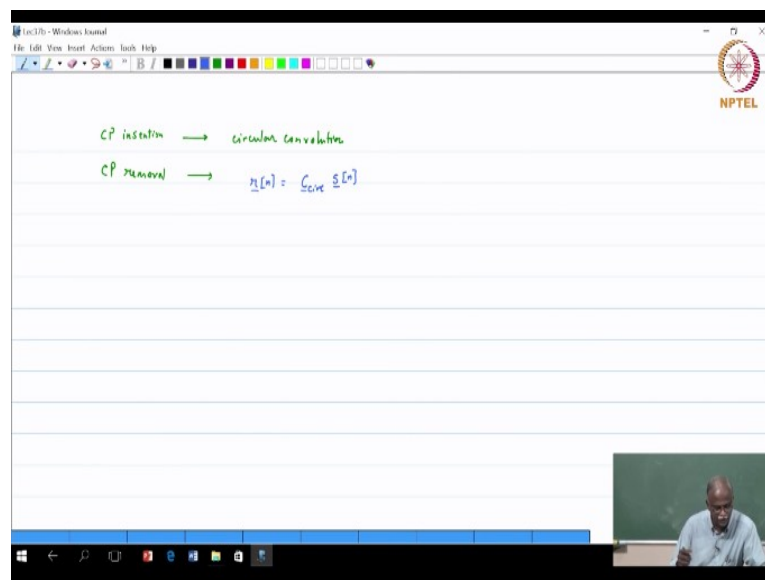 Lec37b - Windows Journal
File Edit View Insert Actions Tools Help
NPTEL
CP insertion → circular convolution
CP removal → r[n] = C_circ s[n]